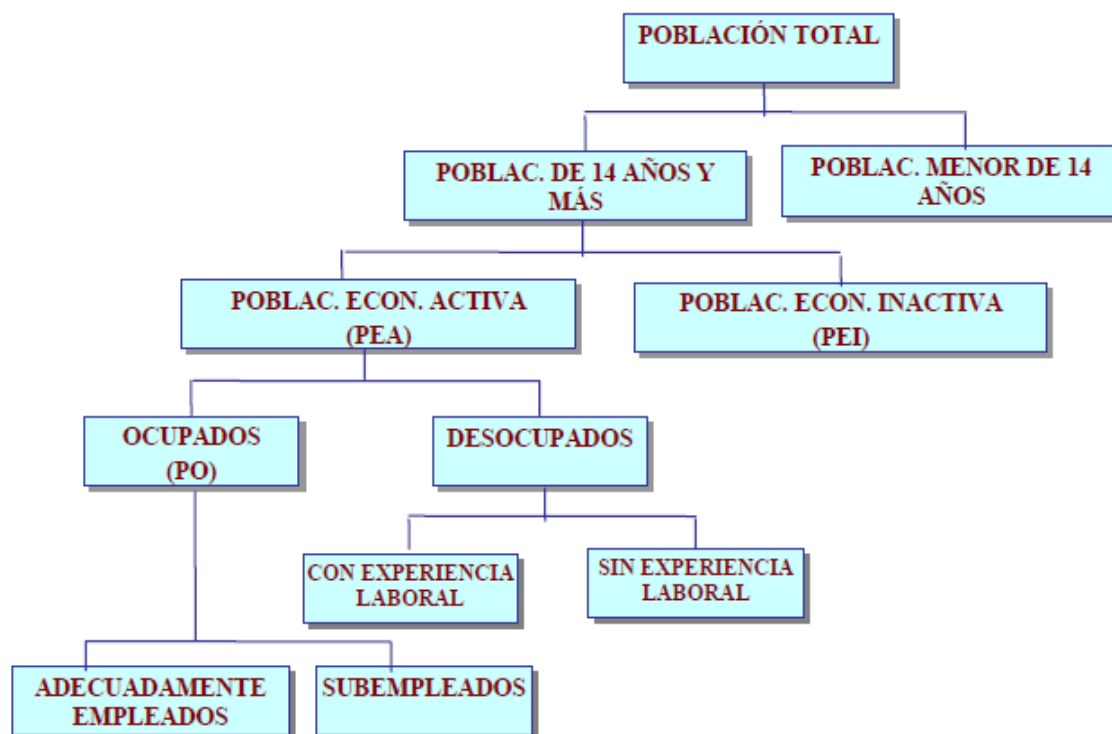 POBLACIÓN TOTAL
POBLAC. DE 14 AÑOS Y
MÁS
POBLAC. MENOR DE 14
AÑOS
POBLAC. ECON. ACTIVA
(PEA)
POBLAC. ECON. INACTIVA
(PEI)
OCUPADOS
(PO)
DESOCUPADOS
CON EXPERIENCIA
LABORAL
SIN EXPERIENCIA
LABORAL
ADECUADAMENTE
EMPLEADOS
SUBEMPLEADOS